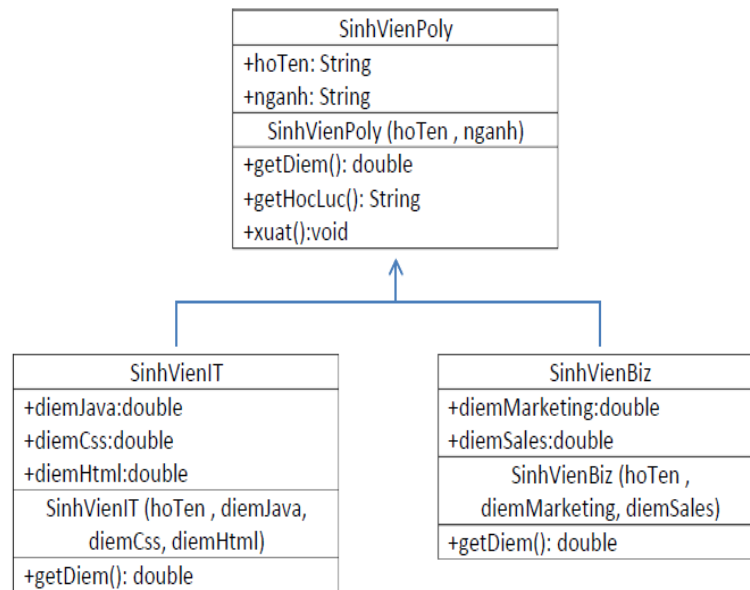 SinhVienPoly
+hoTen: String
+nganh: String
SinhVienPoly (hoTen , nganh)
+getDiem(): double
+getHocLuc(): String
+xuat():void
SinhVienIT
+diemJava:double
+diemCss:double
+diemHtml:double
SinhVienIT (hoTen , diemJava,
diemCss, diemHtml)
+getDiem(): double
SinhVienBiz
+diemMarketing:double
+diemSales:double
SinhVienBiz (hoTen ,
diemMarketing, diemSales)
+getDiem(): double